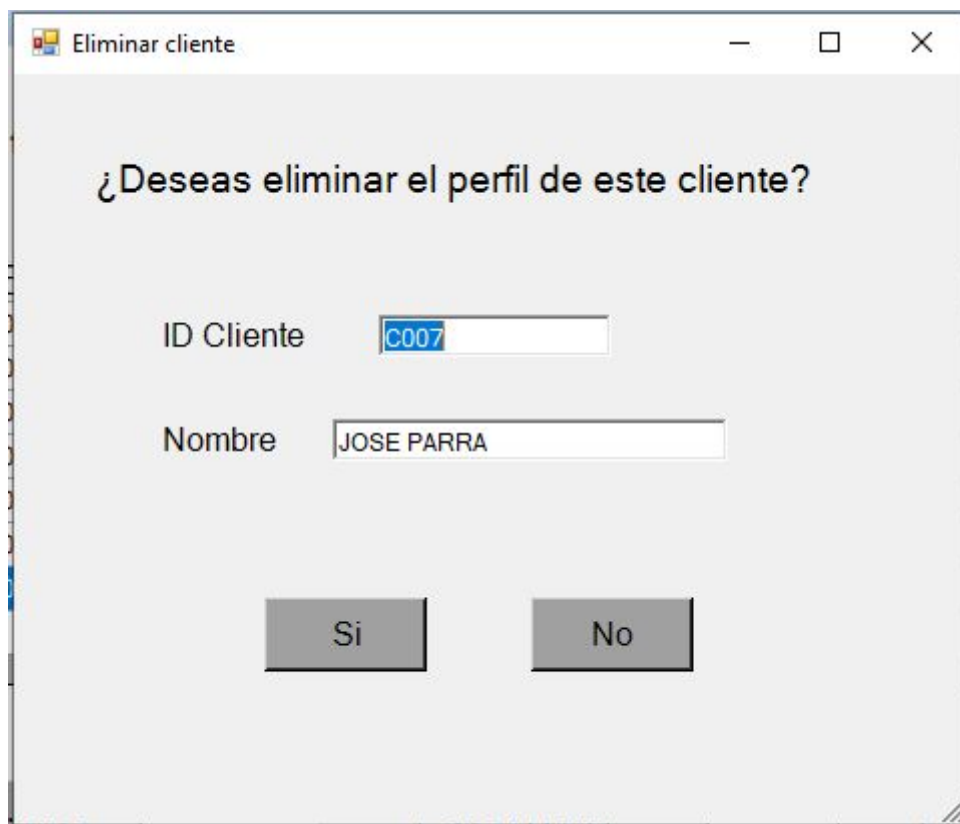 Eliminar cliente
¿Deseas eliminar el perfil de este cliente?
ID Cliente C007
Nombre JOSE PARRA
Si No